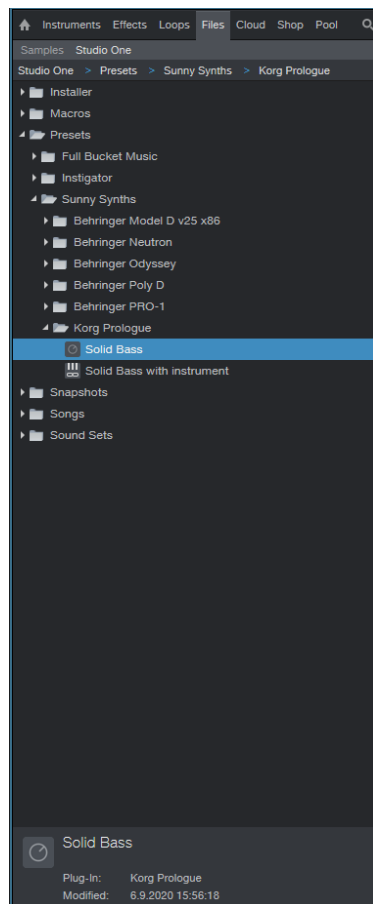 Instruments Effects Loops Files Cloud Shop Pool
Samples Studio One
Studio One > Presets > Sunny Synths > Korg Prologue
Installer
Macros
Presets
Full Bucket Music
Instigator
Sunny Synths
Behringer Model D v25 x86
Behringer Neutron
Behringer Odyssey
Behringer Poly D
Behringer PRO-1
Korg Prologue
Solid Bass
Solid Bass with instrument
Snapshots
Songs
Sound Sets
Solid Bass
Plug-In: Korg Prologue
Modified: 6.9.2020 15:56:18